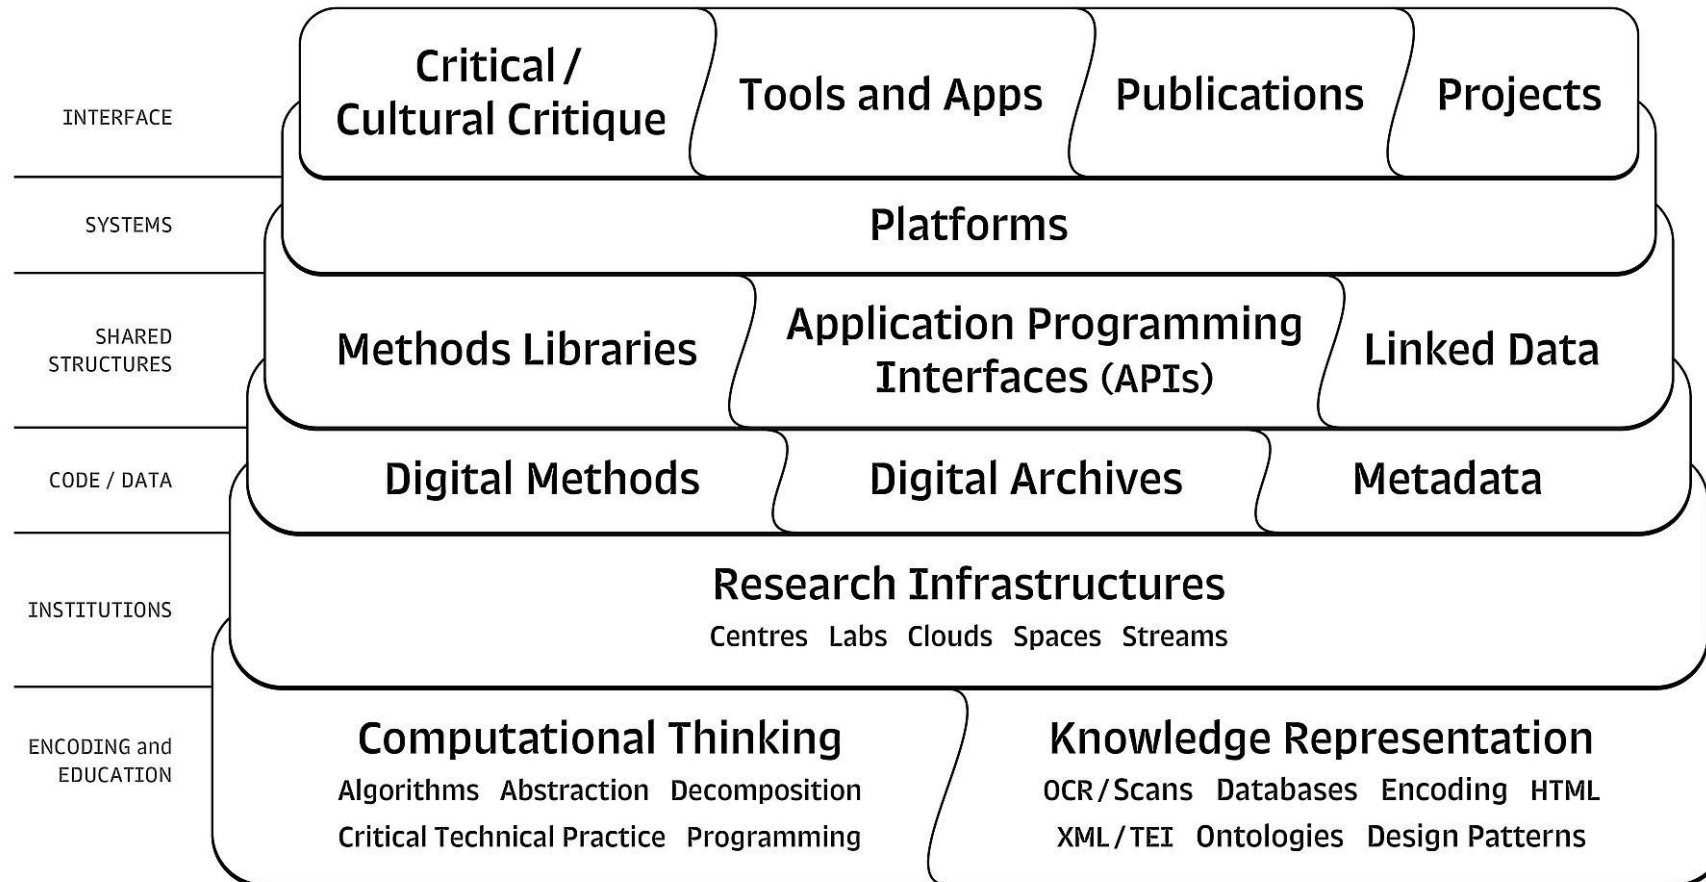 INTERFACE
Critical /
Cultural Critique
Tools and Apps
Publications
Projects
SYSTEMS
Platforms
SHARED
STRUCTURES
Methods Libraries
Application Programming
Interfaces (APIs)
Linked Data
CODE / DATA
Digital Methods
Digital Archives
Metadata
INSTITUTIONS
Research Infrastructures
Centres Labs Clouds Spaces Streams
ENCODING and
EDUCATION
Computational Thinking
Algorithms Abstraction Decomposition
Critical Technical Practice Programming
Knowledge Representation
OCR/Scans Databases Encoding HTML
XML/TEI Ontologies Design Patterns